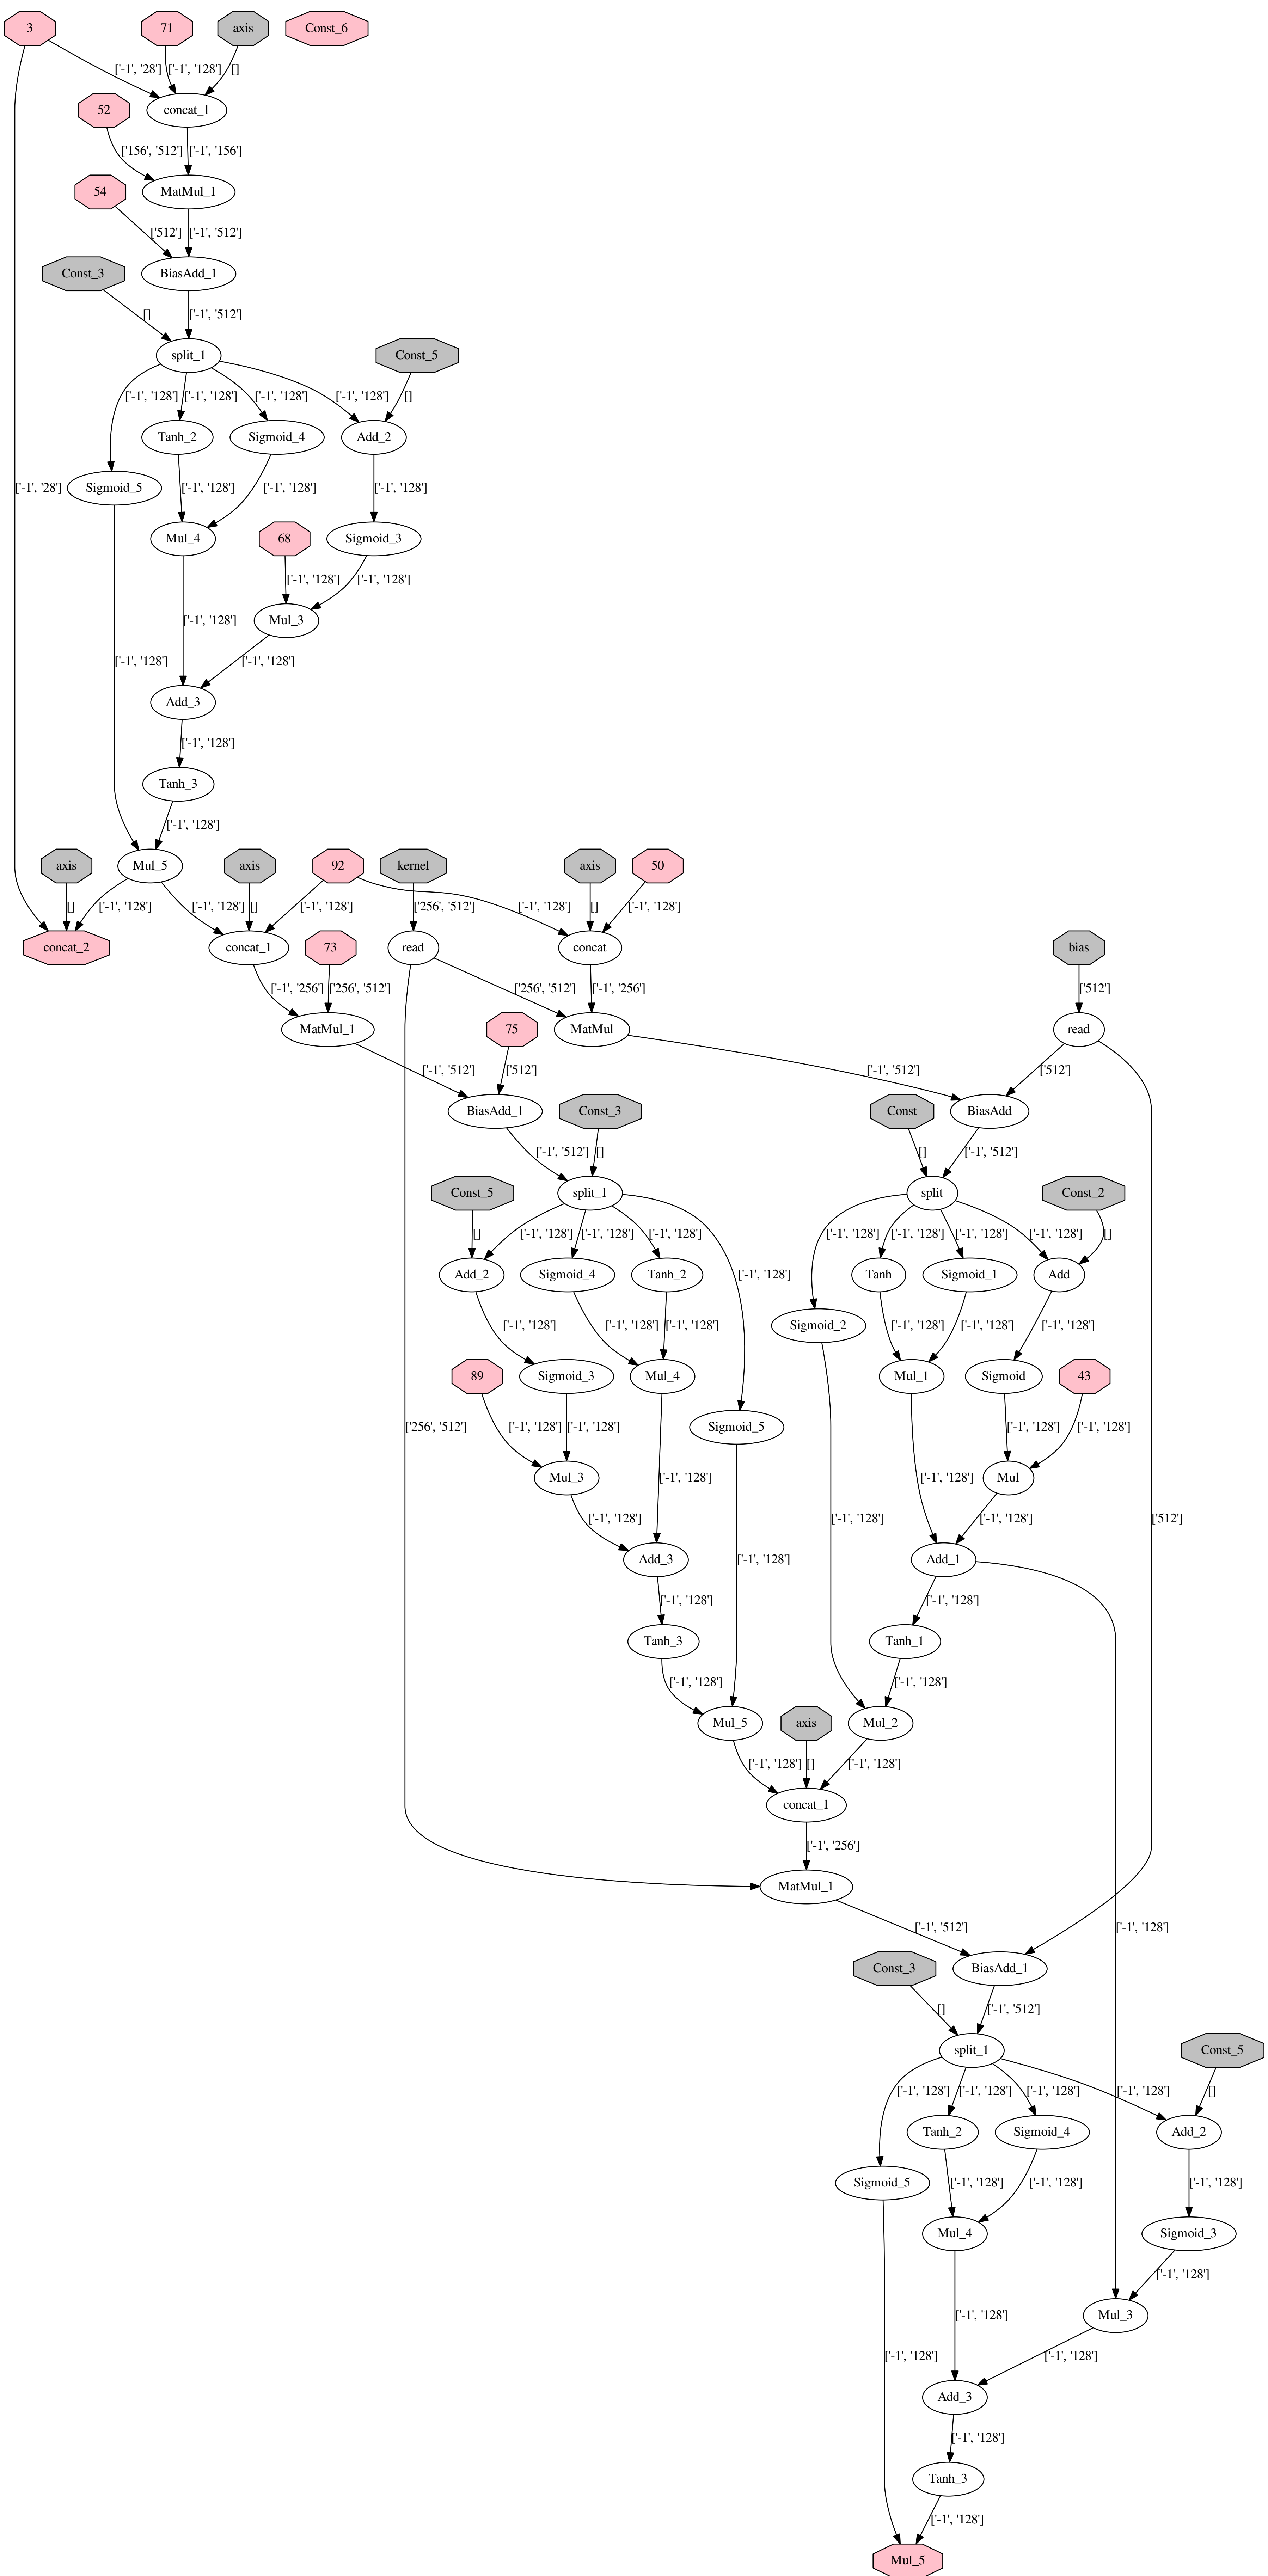 3 71 axis Const_6
['-1', '28'] ['-1', '128'] []
52 concat_1
['156', '512'] ['-1', '156']
54 MatMul_1
['512'] ['-1', '512']
Const_3 BiasAdd_1
[] ['-1', '512']
split_1 Const_5
['-1', '128'] ['-1', '128'] ['-1', '128'] ['-1', '128'] []
Tanh_2 Sigmoid_4 Add_2
['-1', '28'] Sigmoid_5 ['-1', '128'] ['-1', '128'] ['-1', '128']
Mul_4 68 Sigmoid_3
['-1', '128'] ['-1', '128']
['-1', '128'] Mul_3
['-1', '128'] ['-1', '128']
Add_3
['-1', '128']
Tanh_3
['-1', '128']
axis Mul_5 axis 92 kernel axis 50
[] ['-1', '128'] ['-1', '128'] [] ['-1', '128'] ['256', '512'] ['-1', '128'] [] ['-1', '128']
concat_2 concat_1 73 read concat bias
['-1', '256'] ['256', '512'] ['256', '512'] ['-1', '256'] ['512']
MatMul_1 75 MatMul read
['-1', '512'] ['512'] ['-1', '512'] ['512']
BiasAdd_1 Const_3 Const BiasAdd
['-1', '512'] [] [] ['-1', '512']
Const_5 split_1 split Const_2
[] ['-1', '128'] ['-1', '128'] ['-1', '128'] ['-1', '128'] ['-1', '128'] ['-1', '128'] ['-1', '128'] []
Add_2 Sigmoid_4 Tanh_2 ['-1', '128'] Tanh Sigmoid_1 Add
['-1', '128'] ['-1', '128'] ['-1', '128'] Sigmoid_2 ['-1', '128'] ['-1', '128'] ['-1', '128']
89 Sigmoid_3 Mul_4 Mul_1 Sigmoid 43
['256', '512'] ['-1', '128'] ['-1', '128'] Sigmoid_5 ['-1', '128'] ['-1', '128']
Mul_3 ['-1', '128'] ['-1', '128'] Mul
['-1', '128'] ['-1', '128'] ['-1', '128'] ['512']
Add_3 ['-1', '128'] Add_1
['-1', '128'] ['-1', '128']
Tanh_3 Tanh_1
['-1', '128'] ['-1', '128']
Mul_5 axis Mul_2
['-1', '128'] [] ['-1', '128']
concat_1
['-1', '256']
MatMul_1
['-1', '512'] ['-1', '128']
Const_3 BiasAdd_1
[] ['-1', '512']
split_1 Const_5
['-1', '128'] ['-1', '128'] ['-1', '128'] ['-1', '128'] []
Tanh_2 Sigmoid_4 Add_2
Sigmoid_5 ['-1', '128'] ['-1', '128'] ['-1', '128']
Mul_4 Sigmoid_3
['-1', '128']
['-1', '128'] Mul_3
['-1', '128'] ['-1', '128']
Add_3
['-1', '128']
Tanh_3
['-1', '128']
Mul_5